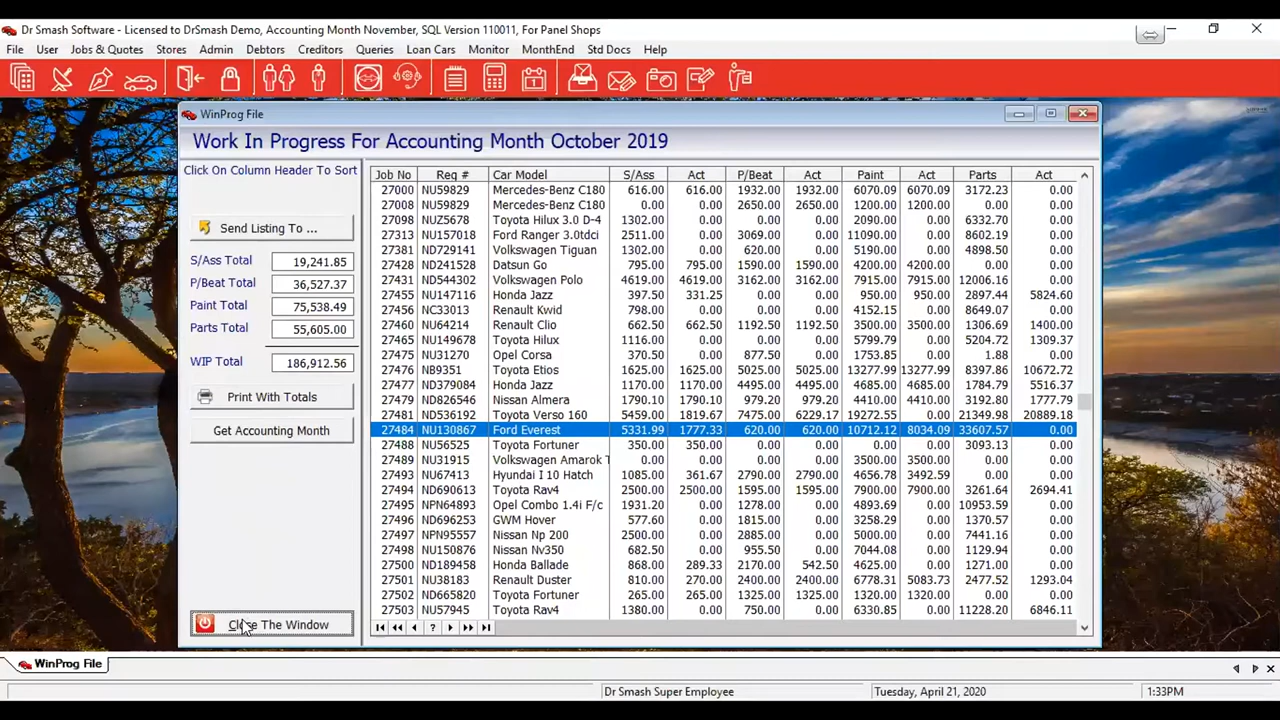 Dr Smash Software - Licensed to DrSmash Demo, Accounting Month November, SQL Version 110011, For Panel Shops
File User Jobs & Quotes Stores Admin Debtors Creditors Queries Loan Cars Monitor MonthEnd Std Docs Help
WinProg File
Work In Progress For Accounting Month October 2019
Click On Column Header To Sort
Send Listing To ...
S/Ass Total 19,241.85
P/Beat Total 36,527.37
Paint Total 75,538.49
Parts Total 55,605.00
WIP Total 186,912.56
Print With Totals
Get Accounting Month
Close The Window
Job No Reg # Car Model S/Ass Act P/Beat Act Paint Act Parts Act
27000 NU59829 Mercedes-Benz C180 616.00 616.00 1932.00 1932.00 6070.09 6070.09 3172.23 0.00
27008 NU59829 Mercedes-Benz C180 0.00 0.00 2650.00 2650.00 1200.00 1200.00 0.00 0.00
27098 NUZ5678 Toyota Hilux 3.0 D-4 1302.00 0.00 0.00 0.00 2090.00 0.00 6332.70 0.00
27313 NU157018 Ford Ranger 3.0tdci 2511.00 0.00 3069.00 0.00 11090.00 0.00 8602.19 0.00
27381 ND729141 Volkswagen Tiguan 1302.00 0.00 620.00 0.00 5190.00 0.00 4898.50 0.00
27428 ND241528 Datsun Go 795.00 795.00 1590.00 1590.00 4200.00 4200.00 0.00 0.00
27431 ND544302 Volkswagen Polo 4619.00 4619.00 3162.00 3162.00 7915.00 7915.00 12006.16 0.00
27455 NU147116 Honda Jazz 397.50 331.25 0.00 0.00 950.00 950.00 2897.44 5824.60
27456 NC33013 Renault Kwid 798.00 0.00 0.00 0.00 4152.15 0.00 8649.07 0.00
27460 NU64214 Renault Clio 662.50 662.50 1192.50 1192.50 3500.00 3500.00 1306.69 1400.00
27465 NU149678 Toyota Hilux 1116.00 0.00 0.00 0.00 5799.79 0.00 5204.72 1309.37
27475 NU31270 Opel Corsa 370.50 0.00 877.50 0.00 1753.85 0.00 1.88 0.00
27476 NB9351 Toyota Etios 1625.00 1625.00 5025.00 5025.00 13277.99 13277.99 8397.86 10672.72
27477 ND379084 Honda Jazz 1170.00 1170.00 4495.00 4495.00 4685.00 4685.00 1784.79 5516.37
27479 ND826546 Nissan Almera 1790.10 1790.10 979.20 979.20 4410.00 4410.00 3192.80 1777.79
27481 ND536192 Toyota Verso 160 5459.00 1819.67 7475.00 6229.17 19272.55 0.00 21349.98 20889.18
27484 NU130867 Ford Everest 5331.99 1777.33 620.00 620.00 10712.12 8034.09 33607.57 0.00
27488 NU56525 Toyota Fortuner 350.00 350.00 0.00 0.00 0.00 0.00 3093.13 0.00
27489 NU31915 Volkswagen Amarok T 0.00 0.00 0.00 0.00 3500.00 3500.00 0.00 0.00
27493 NU67413 Hyundai I 10 Hatch 1085.00 361.67 2790.00 2790.00 4656.78 3492.59 0.00 0.00
27494 ND690613 Toyota Rav4 2500.00 2500.00 1595.00 1595.00 7900.00 7900.00 3261.64 2694.41
27495 NPN64893 Opel Combo 1.4i F/c 1931.20 0.00 1278.00 0.00 4893.69 0.00 10953.59 0.00
27496 ND696253 GWM Hover 577.60 0.00 1815.00 0.00 3258.29 0.00 1370.57 0.00
27497 NPN95557 Nissan Np 200 2500.00 0.00 2885.00 0.00 5000.00 0.00 7441.16 0.00
27498 NU150876 Nissan Nv350 682.50 0.00 955.50 0.00 7044.08 0.00 1129.94 0.00
27500 ND189458 Honda Ballade 868.00 289.33 2170.00 542.50 4625.00 0.00 1271.00 0.00
27501 NU38183 Renault Duster 810.00 270.00 2400.00 2400.00 6778.31 5083.73 2477.52 1293.04
27502 ND665820 Toyota Fortuner 265.00 265.00 1325.00 1325.00 1320.00 1320.00 0.00 0.00
27503 NU57945 Toyota Rav4 1380.00 0.00 750.00 0.00 6330.85 0.00 11228.20 6846.11
WinProg File
Dr Smash Super Employee Tuesday, April 21, 2020 1:33PM